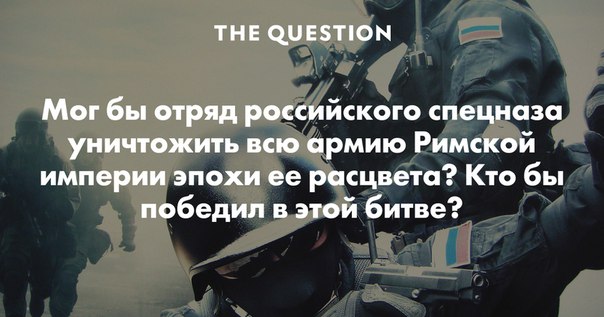 THE QUESTION
Мог бы отряд российского спецназа
уничтожить всю армию Римской
империи эпохи ее расцвета? Кто бы
победил в этой битве?